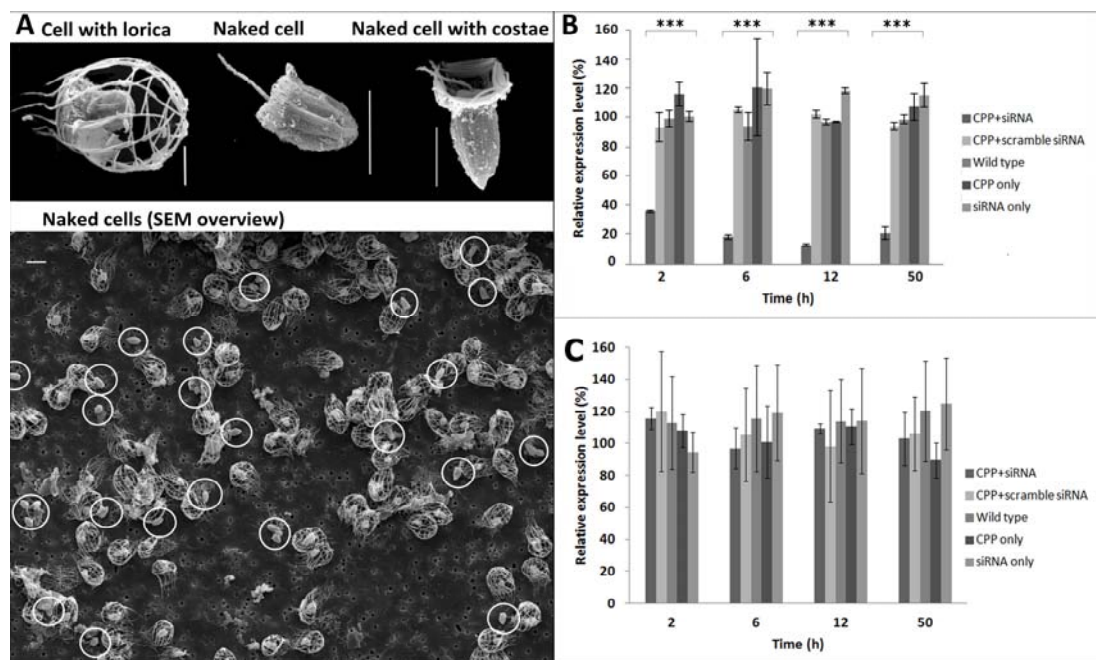 A
Cell with lorica
Naked cell
Naked cell with costae
Naked cells (SEM overview)
B
*** *** *** ***
160
140
120
100
80
60
40
20
0
Relative expression level (%)
2 6 12 50
Time (h)
CPP+siRNA
CPP+scramble siRNA
Wild type
CPP only
siRNA only
C
160
140
120
100
80
60
40
20
0
Relative expression level (%)
2 6 12 50
Time (h)
CPP+siRNA
CPP+scramble siRNA
Wild type
CPP only
siRNA only